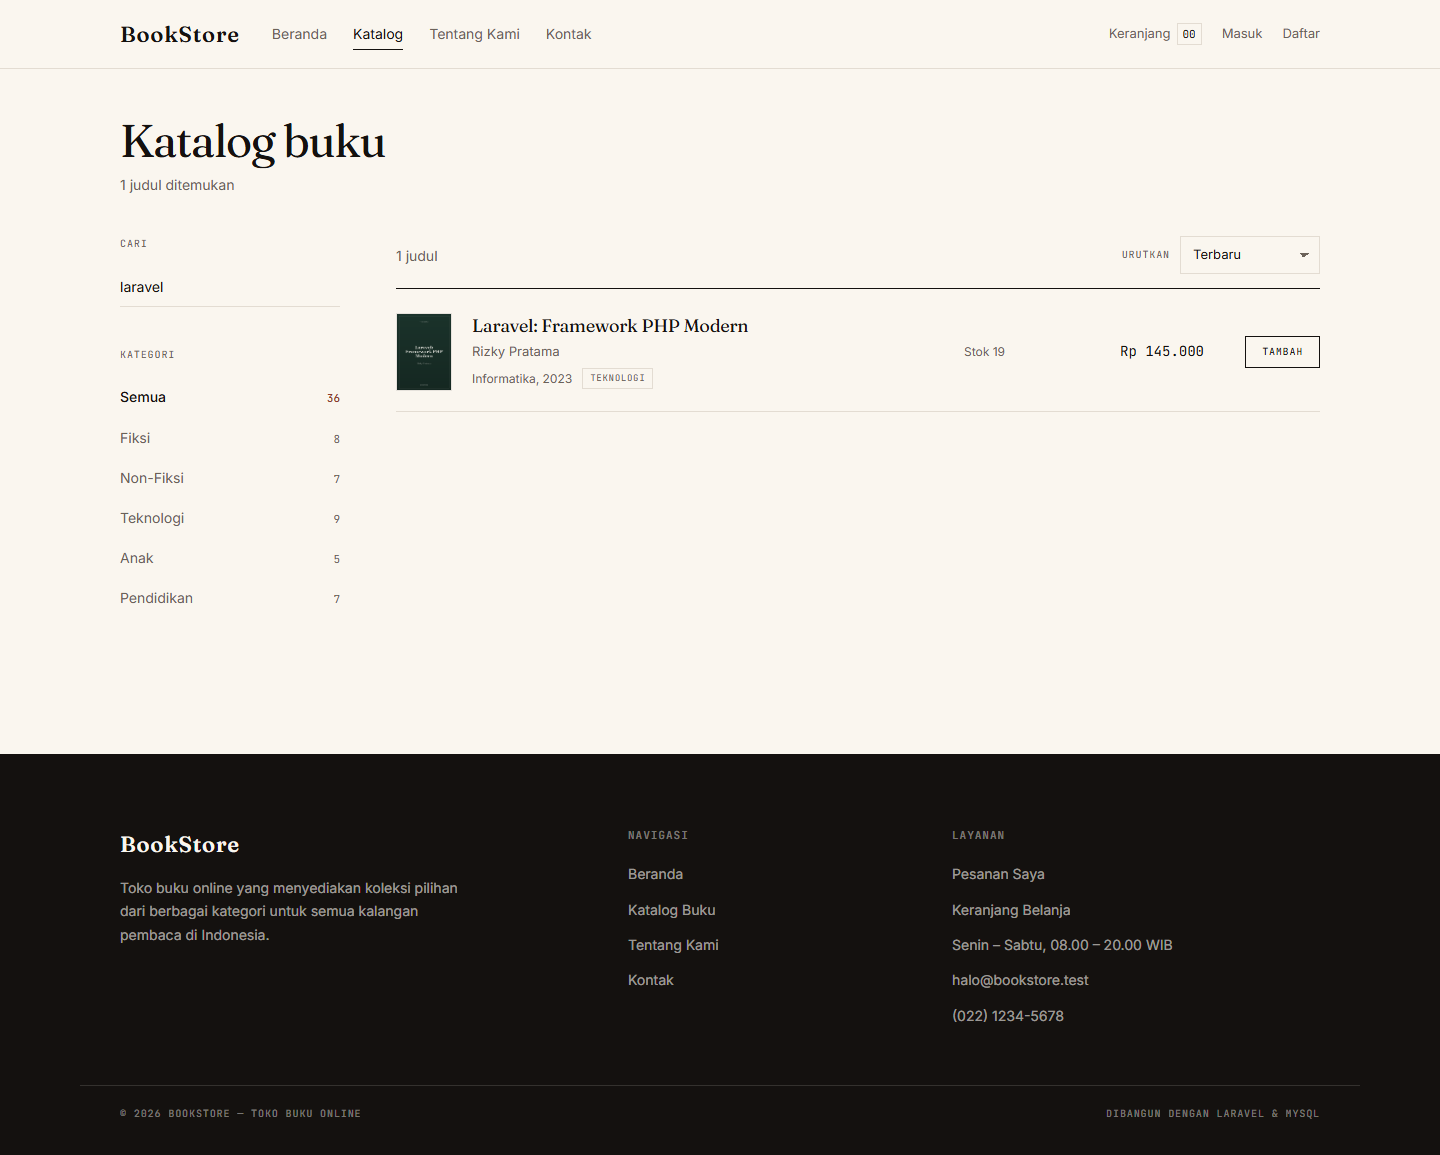 BookStore Beranda Katalog Tentang Kami Kontak Keranjang 00 Masuk Daftar
Katalog buku
1 judul ditemukan
CARI
laravel
KATEGORI
Semua 36
Fiksi 8
Non-Fiksi 7
Teknologi 9
Anak 5
Pendidikan 7
1 judul URUTKAN Terbaru
Laravel:
Framework PHP
Modern
Laravel: Framework PHP Modern
Rizky Pratama
Informatika, 2023 TEKNOLOGI
Stok 19
Rp 145.000
TAMBAH
BookStore
Toko buku online yang menyediakan koleksi pilihan
dari berbagai kategori untuk semua kalangan
pembaca di Indonesia.
NAVIGASI
Beranda
Katalog Buku
Tentang Kami
Kontak
LAYANAN
Pesanan Saya
Keranjang Belanja
Senin – Sabtu, 08.00 – 20.00 WIB
halo@bookstore.test
(022) 1234-5678
© 2026 BOOKSTORE — TOKO BUKU ONLINE
DIBANGUN DENGAN LARAVEL & MYSQL